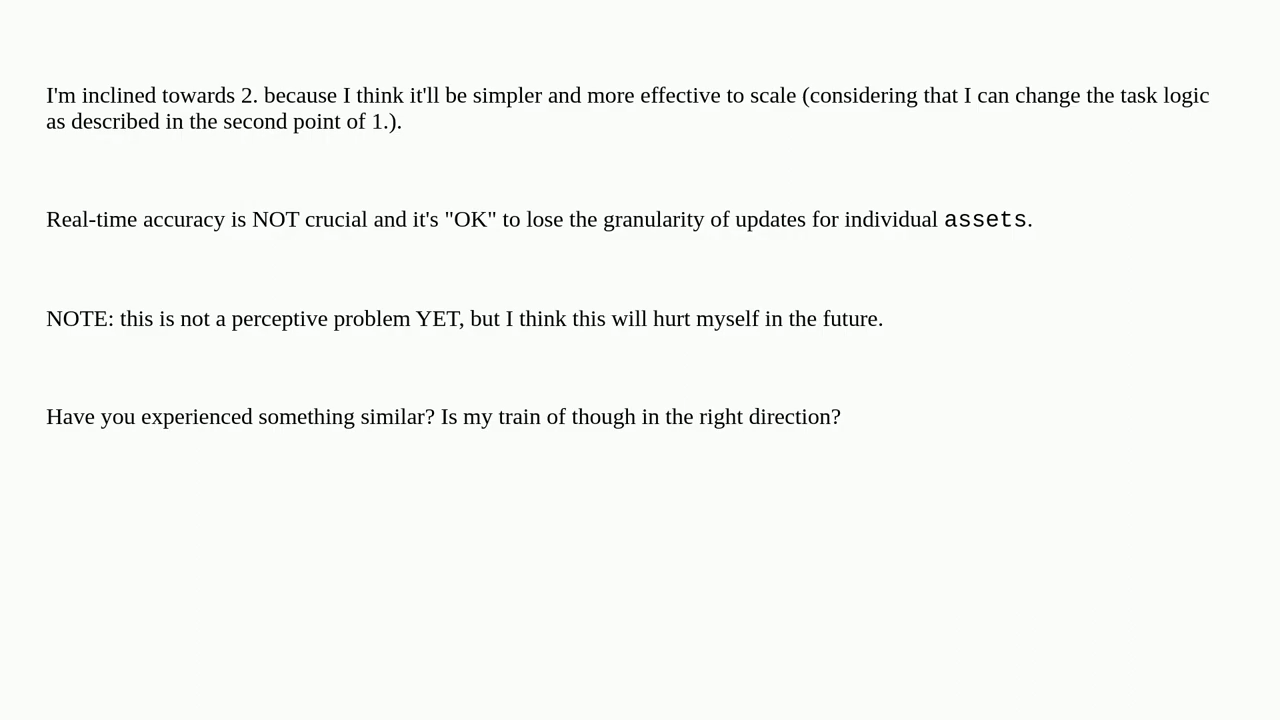 I'm inclined towards 2. because I think it'll be simpler and more effective to scale (considering that I can change the task logic
as described in the second point of 1.).
Real-time accuracy is NOT crucial and it's "OK" to lose the granularity of updates for individual assets.
NOTE: this is not a perceptive problem YET, but I think this will hurt myself in the future.
Have you experienced something similar? Is my train of though in the right direction?